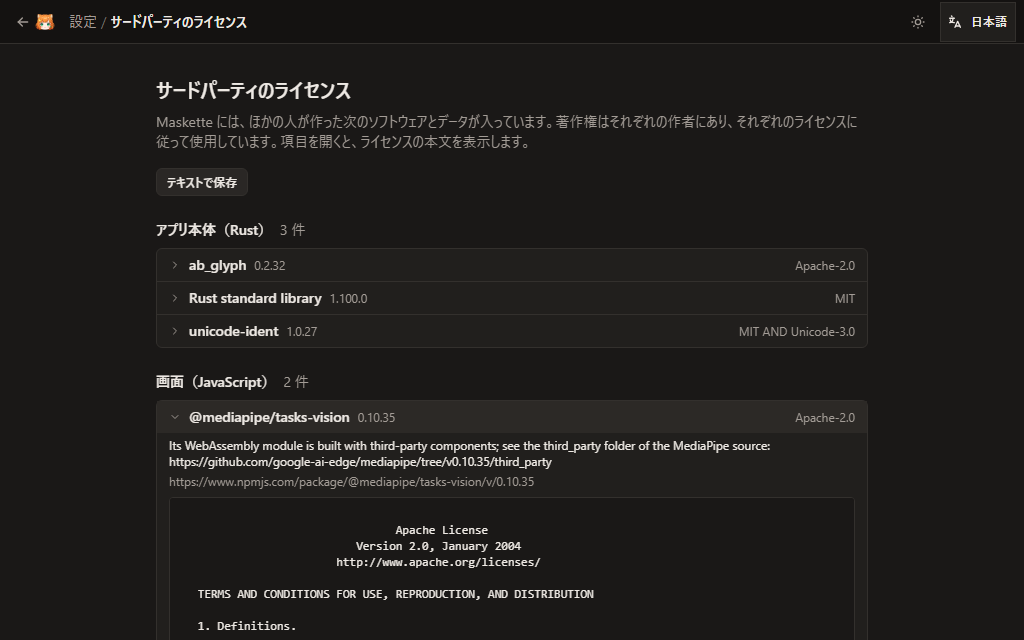 設定 / サードパーティのライセンス
日本語
サードパーティのライセンス
Maskette には、ほかの人が作った次のソフトウェアとデータが入っています。著作権はそれぞれの作者にあり、それぞれのライセンスに
従って使用しています。項目を開くと、ライセンスの本文を表示します。
テキストで保存
アプリ本体（Rust） 3 件
ab_glyph 0.2.32 Apache-2.0
Rust standard library 1.100.0 MIT
unicode-ident 1.0.27 MIT AND Unicode-3.0
画面（JavaScript） 2 件
@mediapipe/tasks-vision 0.10.35 Apache-2.0
Its WebAssembly module is built with third-party components; see the third_party folder of the MediaPipe source:
https://github.com/google-ai-edge/mediapipe/tree/v0.10.35/third_party
https://www.npmjs.com/package/@mediapipe/tasks-vision/v/0.10.35
Apache License
Version 2.0, January 2004
http://www.apache.org/licenses/
TERMS AND CONDITIONS FOR USE, REPRODUCTION, AND DISTRIBUTION
1. Definitions.